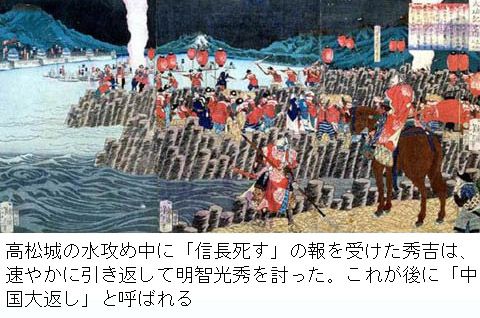 高松城の水攻め中に「信長死す」の報を受けた秀吉は、
速やかに引き返して明智光秀を討った。これが後に「中
国大返し」と呼ばれる